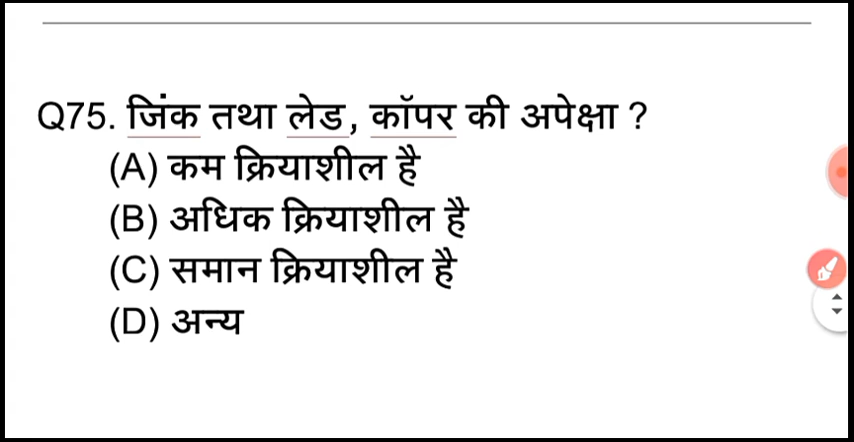 Q75. जिंक तथा लेड, कॉपर की अपेक्षा ?
(A) कम क्रियाशील है
(B) अधिक क्रियाशील है
(C) समान क्रियाशील है
(D) अन्य